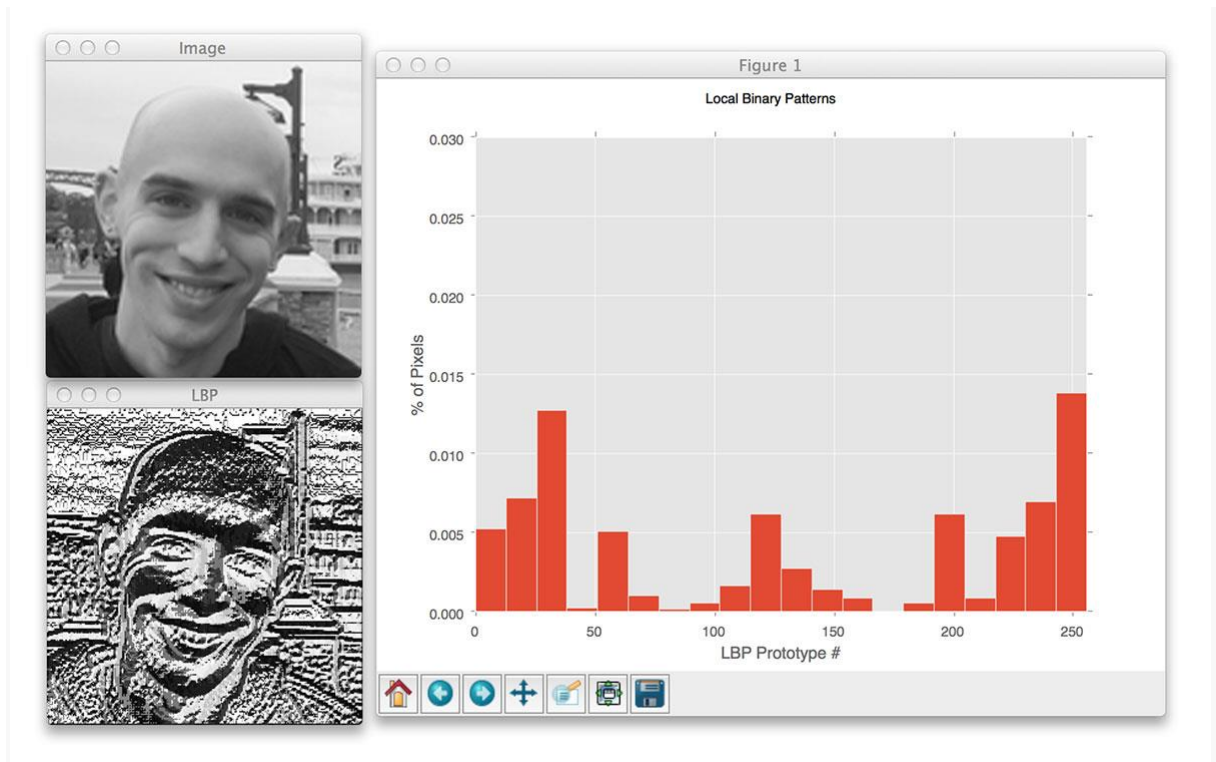 Image
LBP
Figure 1
Local Binary Patterns
% of Pixels
0.030
0.025
0.020
0.015
0.010
0.005
0.000
0 50 100 150 200 250
LBP Prototype #